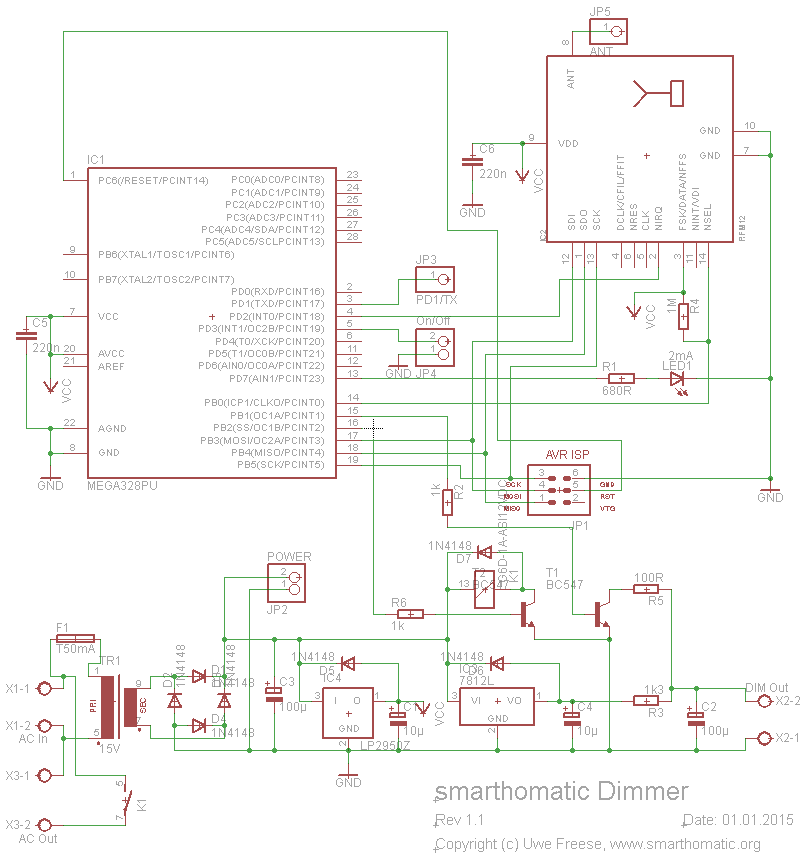 JP5
1
ANT
8
ANT
IC1
1
PC6(/RESET/PCINT14)
PC0(ADC0/PCINT8)
23
PC1(ADC1/PCINT9)
24
PC2(ADC2/PCINT10)
25
PC3(ADC3/PCINT11)
26
PC4(ADC4/SDA/PCINT12)
27
PC5(ADC5/SCLPCINT13)
28
9
PB6(XTAL1/TOSC1/PCINT6)
10
PB7(XTAL2/TOSC2/PCINT7)
PD0(RXD/PCINT16)
2
PD1(TXD/PCINT17)
3
7
VCC
PD2(INT0/PCINT18)
4
PD3(INT1/OC2B/PCINT19)
5
PD4(T0/XCK/PCINT20)
6
20
AVCC
PD5(T1/OC0B/PCINT21)
11
21
AREF
PD6(AIN0/OC0A/PCINT22)
12
PD7(AIN1/PCINT23)
13
PB0(ICP1/CLKO/PCINT0)
14
PB1(OC1A/PCINT1)
15
22
AGND
PB2(SS/OC1B/PCINT2)
16
PB3(MOSI/OC2A/PCINT3)
17
8
GND
PB4(MISO/PCINT4)
18
PB5(SCK/PCINT5)
19
MEGA328PU
C5
220n
VCC
GND
C6
220n
GND
VCC
9
VDD
GND
10
GND
7
SDI
SDO
SCK
DCLK/CFIL/FFIT
NRES
CLK
NIRQ
FSK/DATA/NFFS
NINT/VDI
NSEL
IC2
RFM12
12
1
13
4
6
5
2
3
11
14
JP3
1
PD1/TX
On/Off
2
1
GND
JP4
VCC
1M
R4
2mA
LED1
R1
680R
GND
AVR ISP
SCK
3
6
GND
MOSI
4
5
RST
MISO
1
2
VTG
JP1
1k
R2
1N4148
D7
13
T2
BC547
K1
T1
BC547
100R
R5
R6
1k
POWER
2
1
JP2
F1
T50mA
TR1
1
PRI
5
15V
9
SEC
7
X1-1
X1-2
AC In
X3-1
X3-2
AC Out
5
7
K1
1N4148
D2
D1
1N4148
D4
1N4148
C3
100µ
1N4148
D5
IC4
3
I
O
1
GND
2
LP2950Z
GND
VCC
C1
10µ
D6
IC3
7812L
3
VI
VO
1
GND
2
C4
10µ
1k3
R3
C2
100µ
DIM Out
X2-2
X2-1
smarthomatic Dimmer
Rev 1.1
Date: 01.01.2015
Copyright (c) Uwe Freese, www.smarthomatic.org